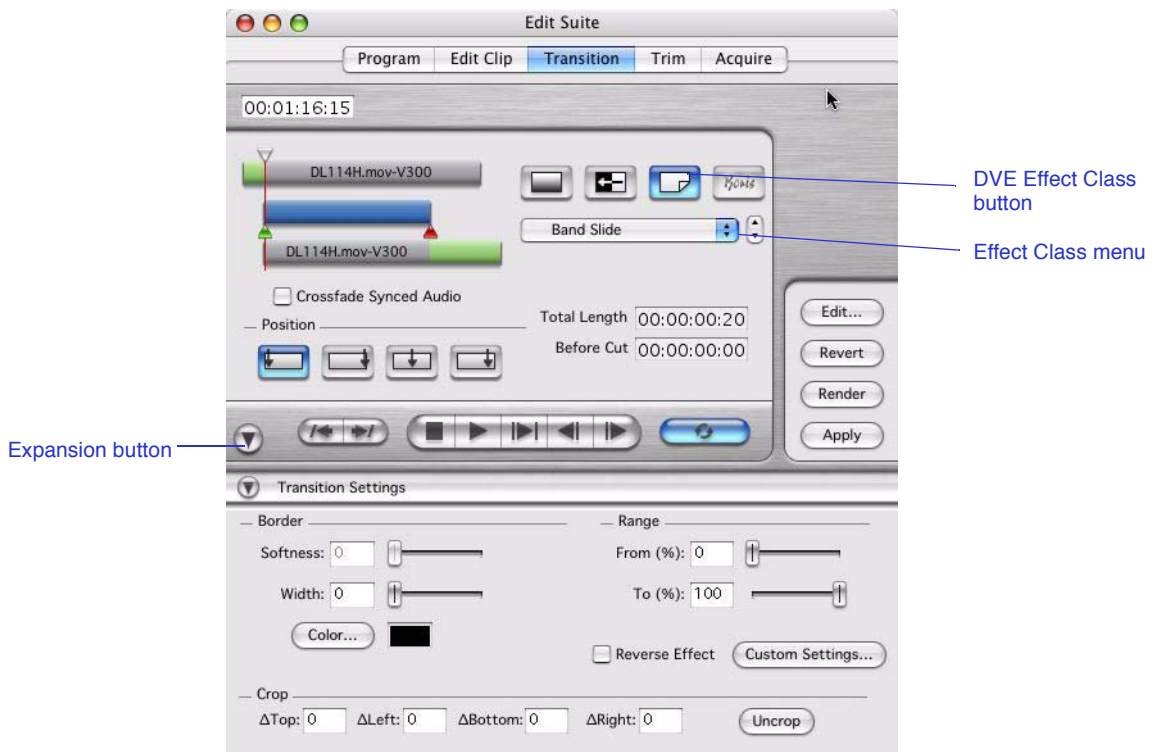 Edit Suite
Program Edit Clip Transition Trim Acquire
00:01:16:15
DL114H.mov-V300
Boris
DVE Effect Class
button
Band Slide
Effect Class menu
DL114H.mov-V300
Crossfade Synced Audio
Total Length 00:00:00:20
Edit...
Position
Before Cut 00:00:00:00
Revert
Render
Apply
Expansion button
Transition Settings
Border Range
Softness: 0 From (%): 0
Width: 0 To (%): 100
Color...
Reverse Effect Custom Settings...
Crop
ΔTop: 0 ΔLeft: 0 ΔBottom: 0 ΔRight: 0 Uncrop